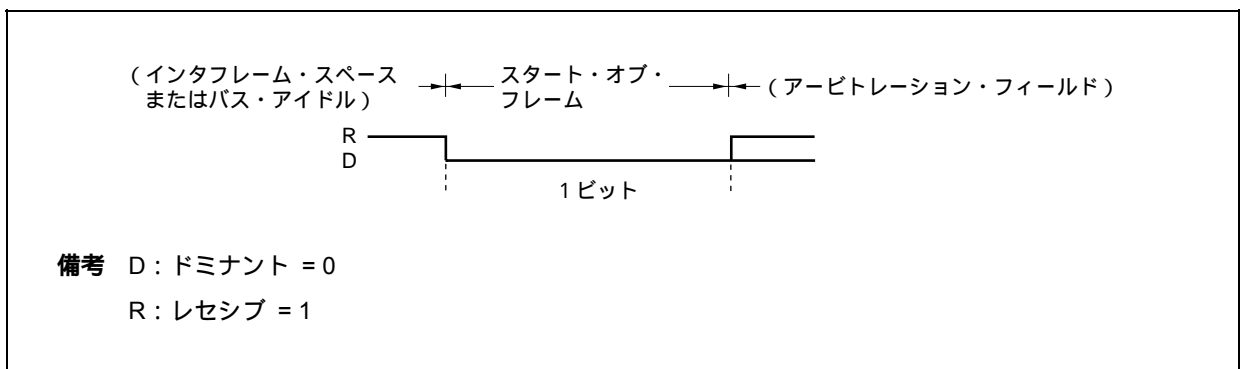 (インタフレーム・スペース
またはバス・アイドル)
スタート・オブ・
フレーム
(アービトレーション・フィールド)
R
D
1ビット
備考 D:ドミナント = 0
R:レセシブ = 1